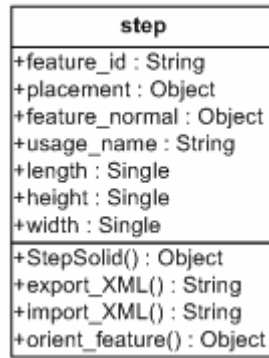 step
+feature_id : String
+placement : Object
+feature_normal : Object
+usage_name : String
+length : Single
+height : Single
+width : Single
+StepSolid() : Object
+export_XML() : String
+import_XML() : String
+orient_feature() : Object